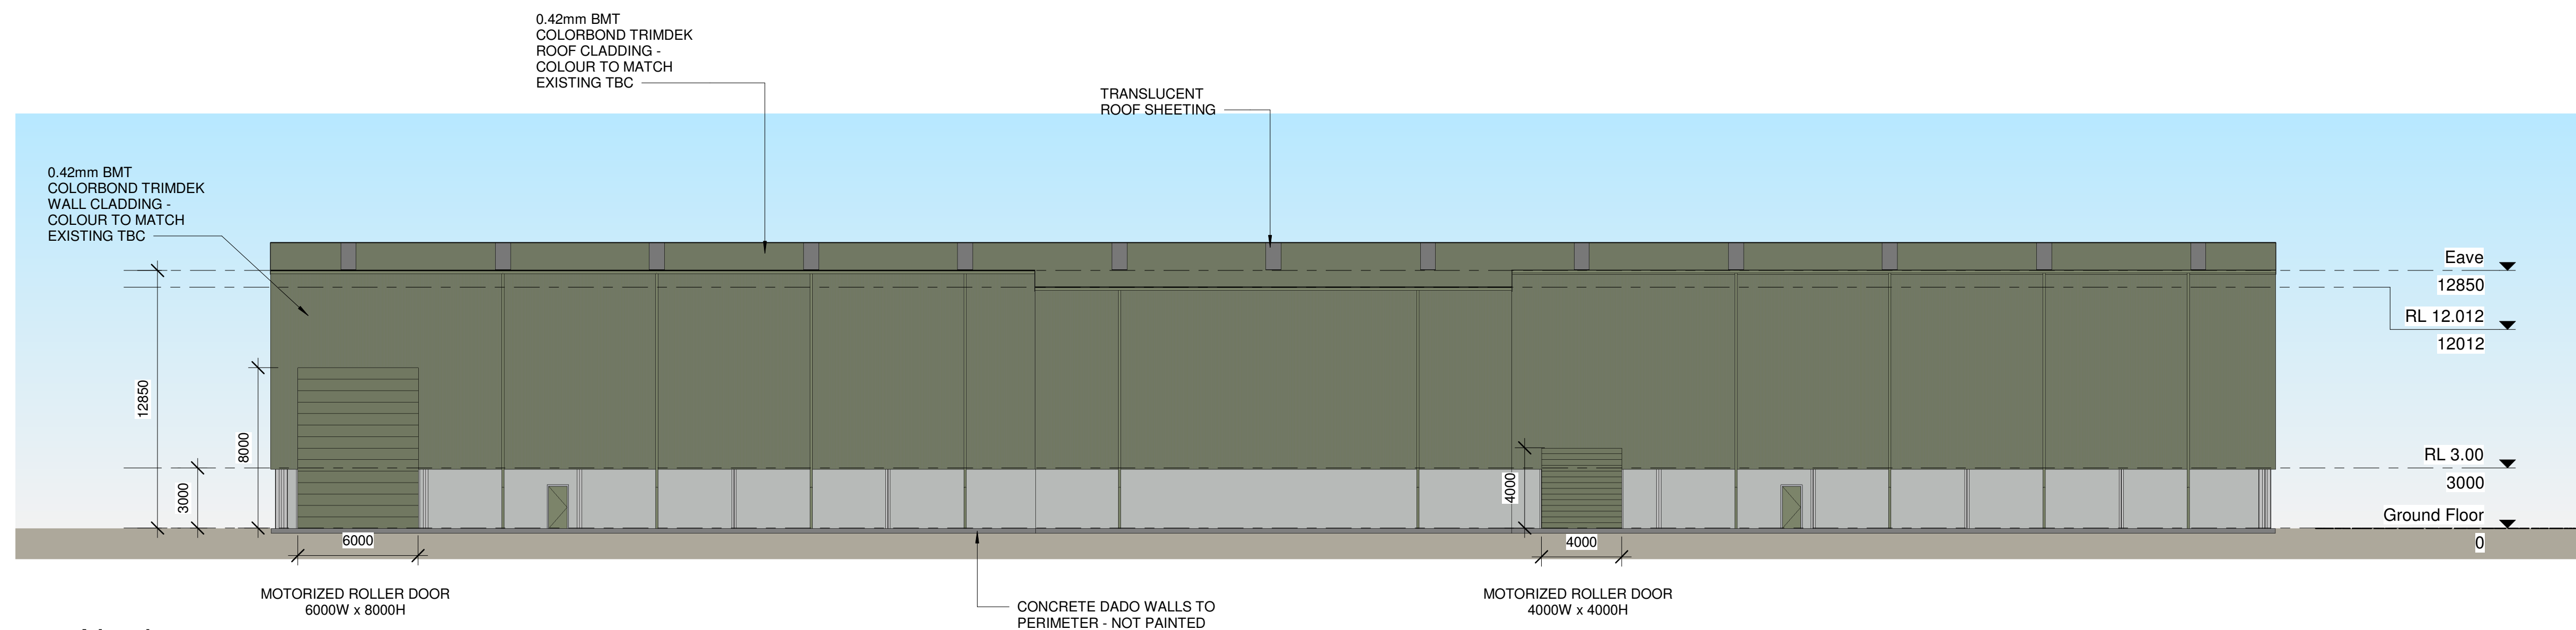 0.42mm BMT
COLORBOND TRIMDEK
ROOF CLADDING -
COLOUR TO MATCH
EXISTING TBC
TRANSLUCENT
ROOF SHEETING
0.42mm BMT
COLORBOND TRIMDEK
WALL CLADDING -
COLOUR TO MATCH
EXISTING TBC
Eave
12850
RL 12.012
12012
RL 3.00
3000
Ground Floor
0
12850
8000
3000
4000
6000
4000
MOTORIZED ROLLER DOOR
6000W x 8000H
MOTORIZED ROLLER DOOR
4000W x 4000H
CONCRETE DADO WALLS TO
PERIMETER - NOT PAINTED